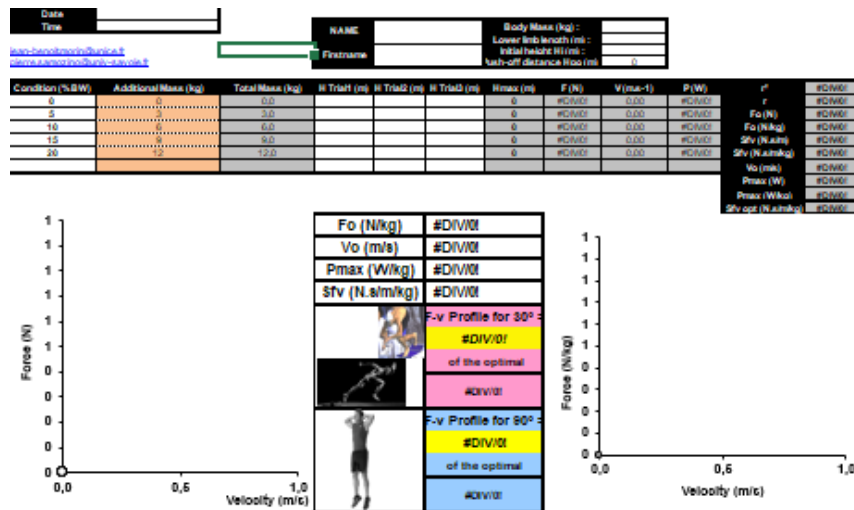 Date
Time
NAME
Firstname
Body Mass (kg) :
Lower limb length (m) :
Initial height Hi (m) :
Push-off distance Hpo (m)
0
jean-benoitmorin@unice.fr
pierre.samozino@univ-savoie.fr
Condition (%BW) Additional Mass (kg) Total Mass (kg) H Trial1 (m) H Trial2 (m) H Trial3 (m) Hmax (m) F (N) V (m.s-1) P (W) r² #DIV/0!
0 0 0,0 0 #DIV/0! 0,00 #DIV/0! r #DIV/0!
5 3 3,0 0 #DIV/0! 0,00 #DIV/0! Fo (N) #DIV/0!
10 6 6,0 0 #DIV/0! 0,00 #DIV/0! Fo (N/kg) #DIV/0!
15 9 9,0 0 #DIV/0! 0,00 #DIV/0! Sfv (N.s/m) #DIV/0!
20 12 12,0 0 #DIV/0! 0,00 #DIV/0! Sfv (N.s/m/kg) #DIV/0!
Vo (m/s) #DIV/0!
Pmax (W) #DIV/0!
Pmax (W/kg) #DIV/0!
Sfv opt (N.s/m/kg) #DIV/0!
Fo (N/kg) #DIV/0!
Vo (m/s) #DIV/0!
Pmax (W/kg) #DIV/0!
Sfv (N.s/m/kg) #DIV/0!
F-v Profile for 30° =
#DIV/0!
of the optimal
#DIV/0!
F-v Profile for 90° =
#DIV/0!
of the optimal
#DIV/0!
Force (N)
1
1
1
1
1
0
0
0
0
0
0
0,0 0,5 1,0
Velocity (m/s)
Force (N/kg)
1
1
1
1
1
0
0
0
0
0
0
0,0 0,5 1,0
Velocity (m/s)